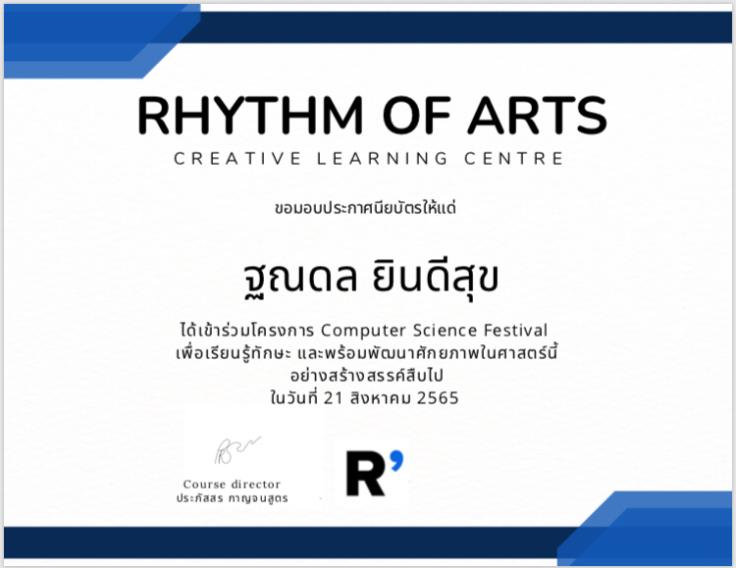 RHYTHM OF ARTS
CREATIVE LEARNING CENTRE
ขอมอบประกาศนียบัตรให้แด่
ฐณดล ยินดีสุข
ได้เข้าร่วมโครงการ Computer Science Festival
เพื่อเรียนรู้ทักษะ และพร้อมพัฒนาศักยภาพในศาสตร์นี้
อย่างสร้างสรรค์สืบไป
ในวันที่ 21 สิงหาคม 2565
R’
Course director
ประภัสสร กาญจนสูตร